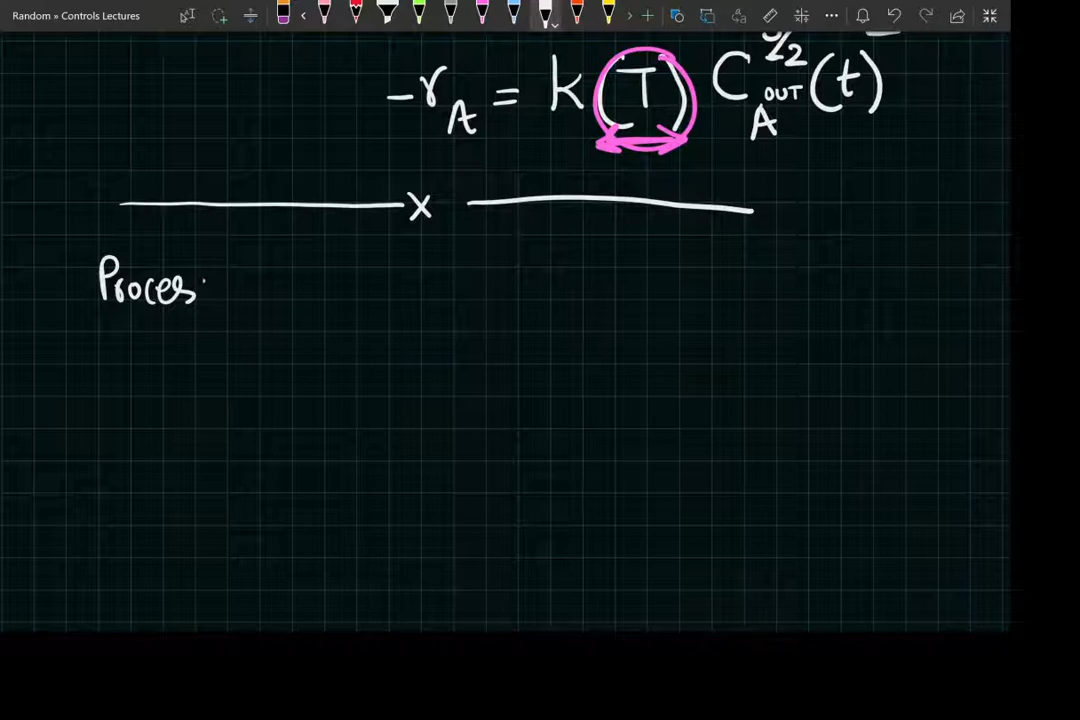 Random » Controls Lectures
-r_A = k(T) C_A OUT(t)
x
Proces